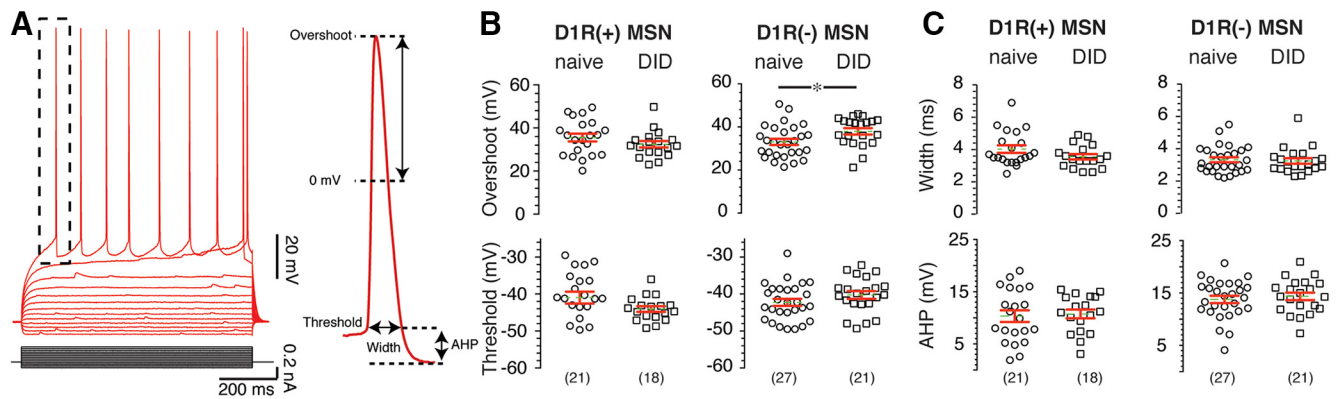 A
20 mV
0.2 nA
200 ms
Overshoot
0 mV
Threshold
Width
AHP
B
D1R(+) MSN
naive DID
D1R(-) MSN
naive DID
Overshoot (mV)
60
40
20
0
60
40
20
0
*
Threshold (mV)
-30
-40
-50
-60
-30
-40
-50
-60
(21) (18)
(27) (21)
C
D1R(+) MSN
naive DID
D1R(-) MSN
naive DID
Width (ms)
8
6
4
2
0
8
6
4
2
0
AHP (mV)
25
15
5
25
15
5
(21) (18)
(27) (21)